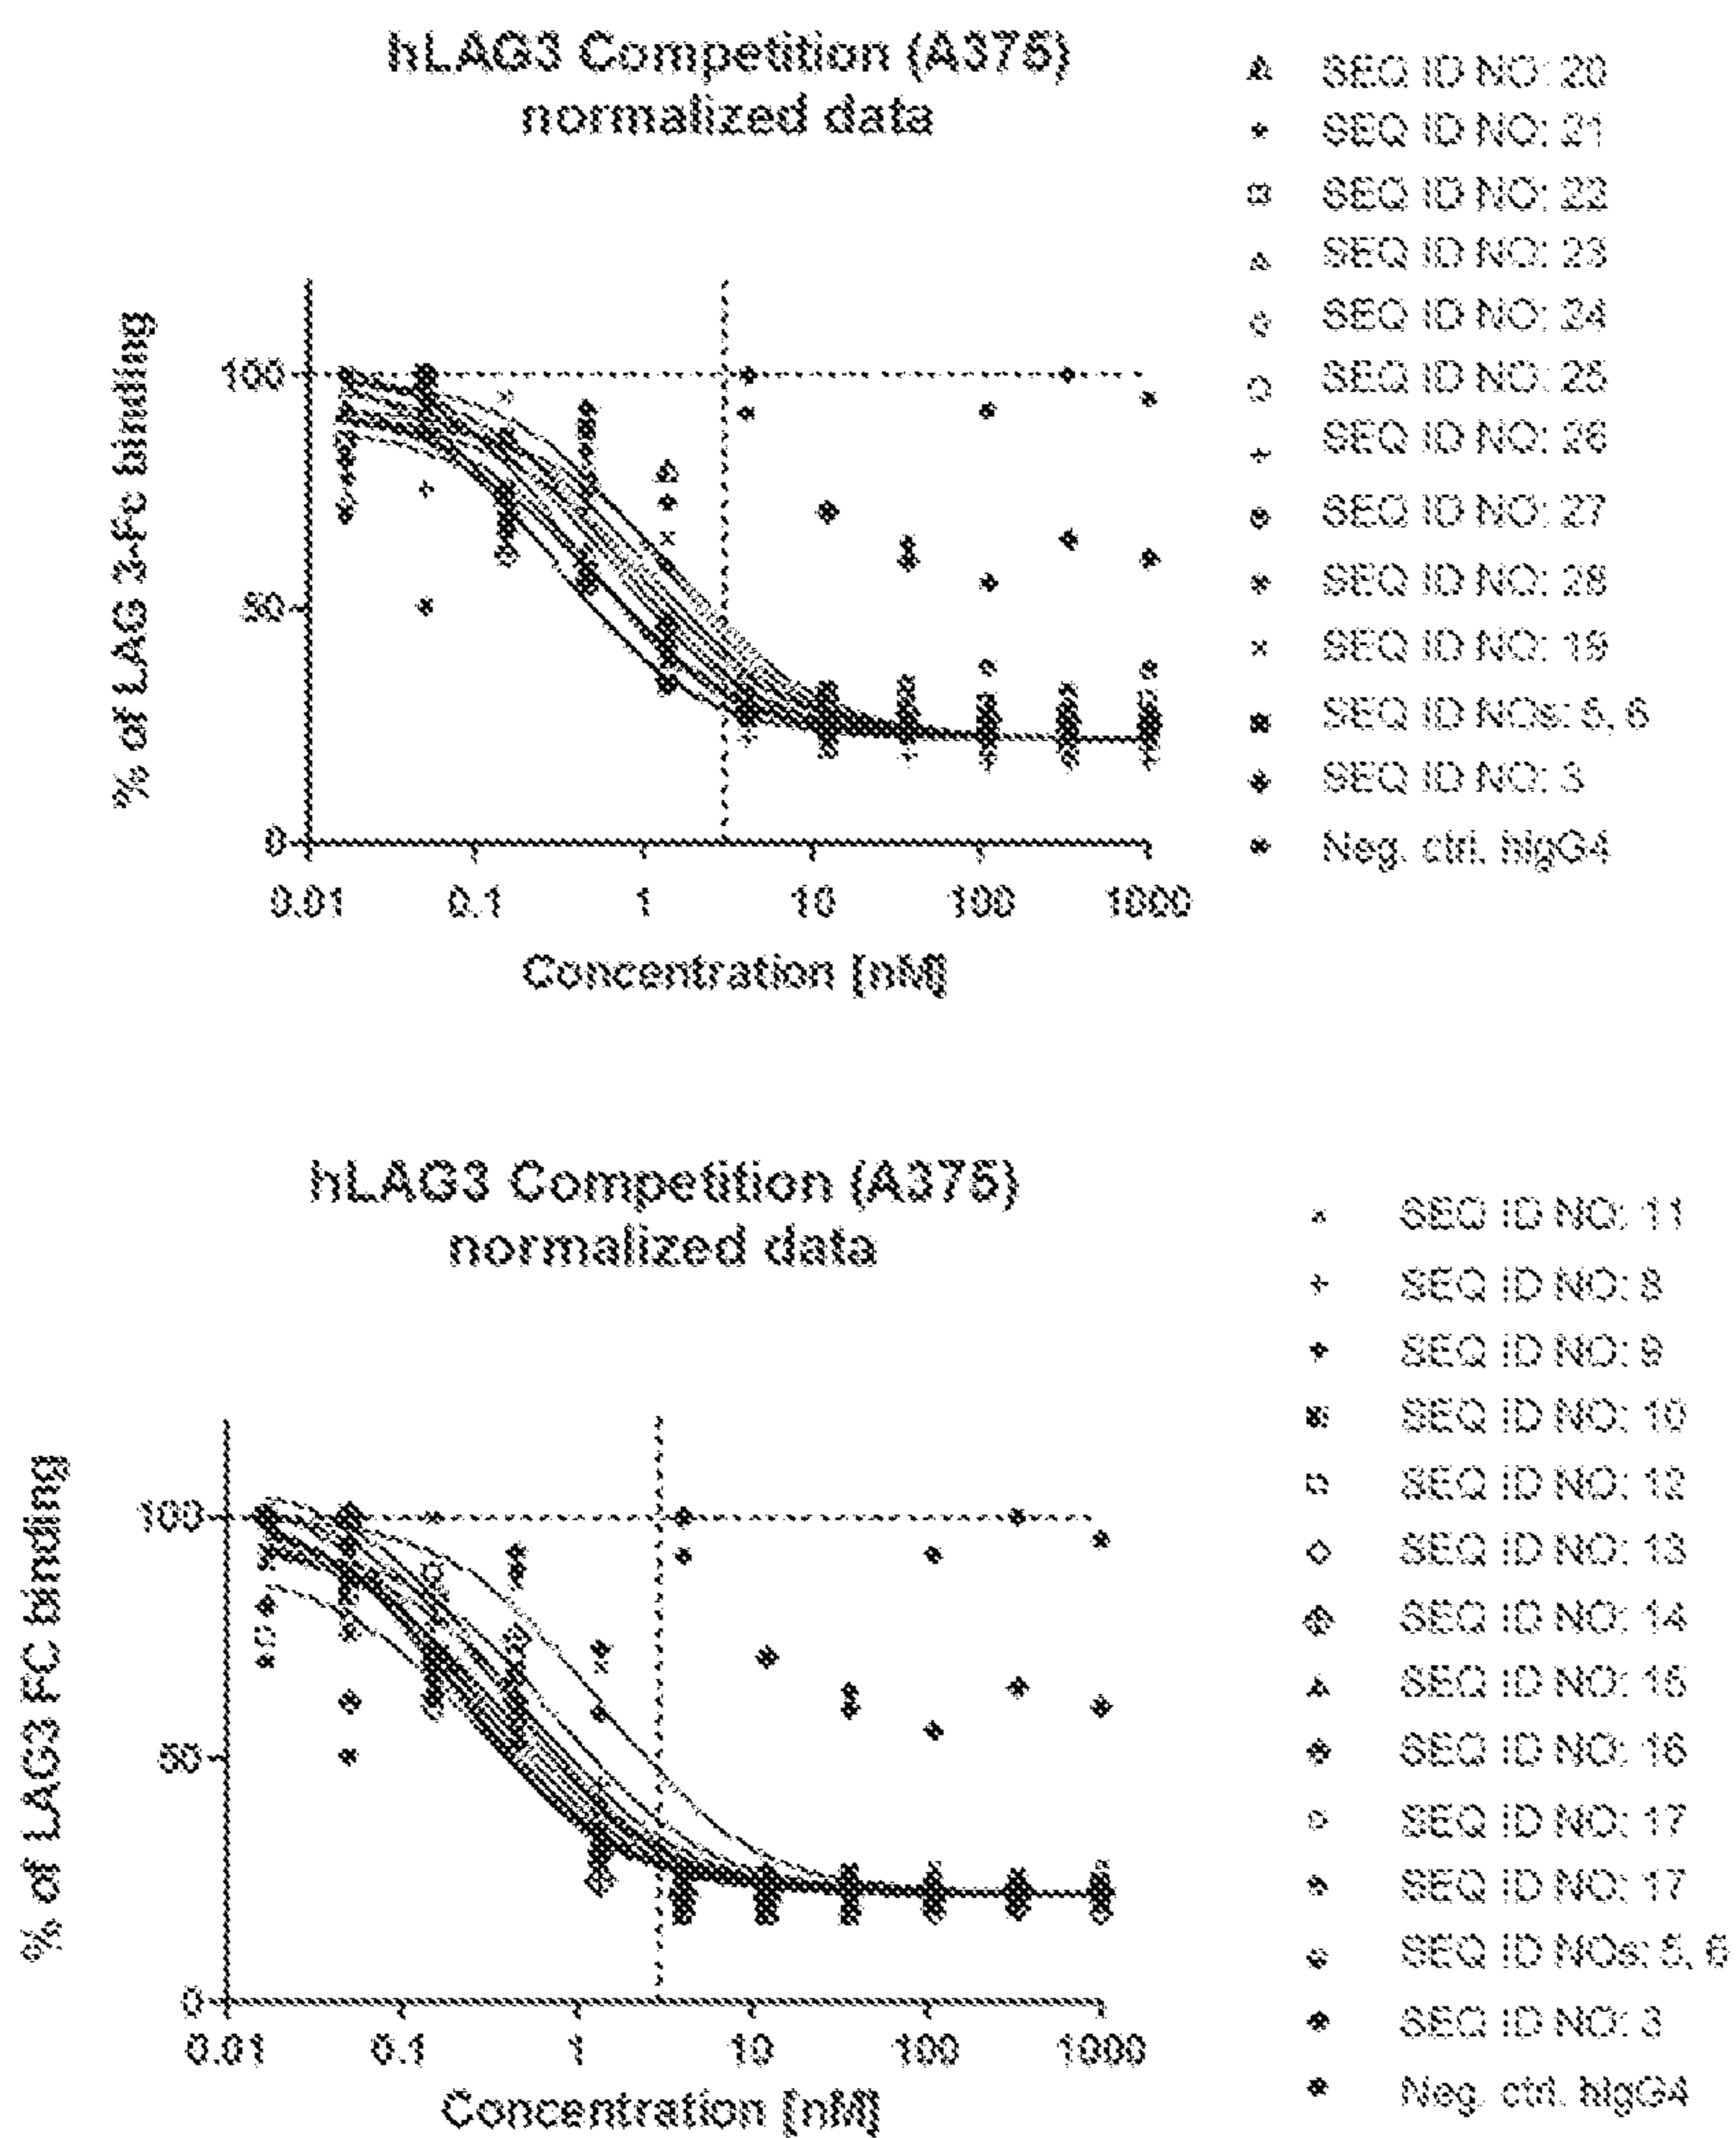 hLAG3 Competition (A375)
normalized data
% of LAG 3-Fc binding
100
50
0
0.01 0.1 1 10 100 1000
Concentration [nM]
SEQ ID NO: 20
SEQ ID NO: 21
SEQ ID NO: 22
SEQ ID NO: 23
SEQ ID NO: 24
SEQ ID NO: 25
SEQ ID NO: 26
SEQ ID NO: 27
SEQ ID NO: 28
SEQ ID NO: 19
SEQ ID NOs: 5, 6
SEQ ID NO: 3
Neg. ctrl. hIgG4
hLAG3 Competition (A375)
normalized data
% of LAG3 FC binding
100
50
0
0.01 0.1 1 10 100 1000
Concentration [nM]
SEQ ID NO: 11
SEQ ID NO: 8
SEQ ID NO: 9
SEQ ID NO: 10
SEQ ID NO: 12
SEQ ID NO: 13
SEQ ID NO: 14
SEQ ID NO: 15
SEQ ID NO: 16
SEQ ID NO: 17
SEQ ID NO: 17
SEQ ID NOs: 5, 6
SEQ ID NO: 3
Neg. ctrl. hIgG4